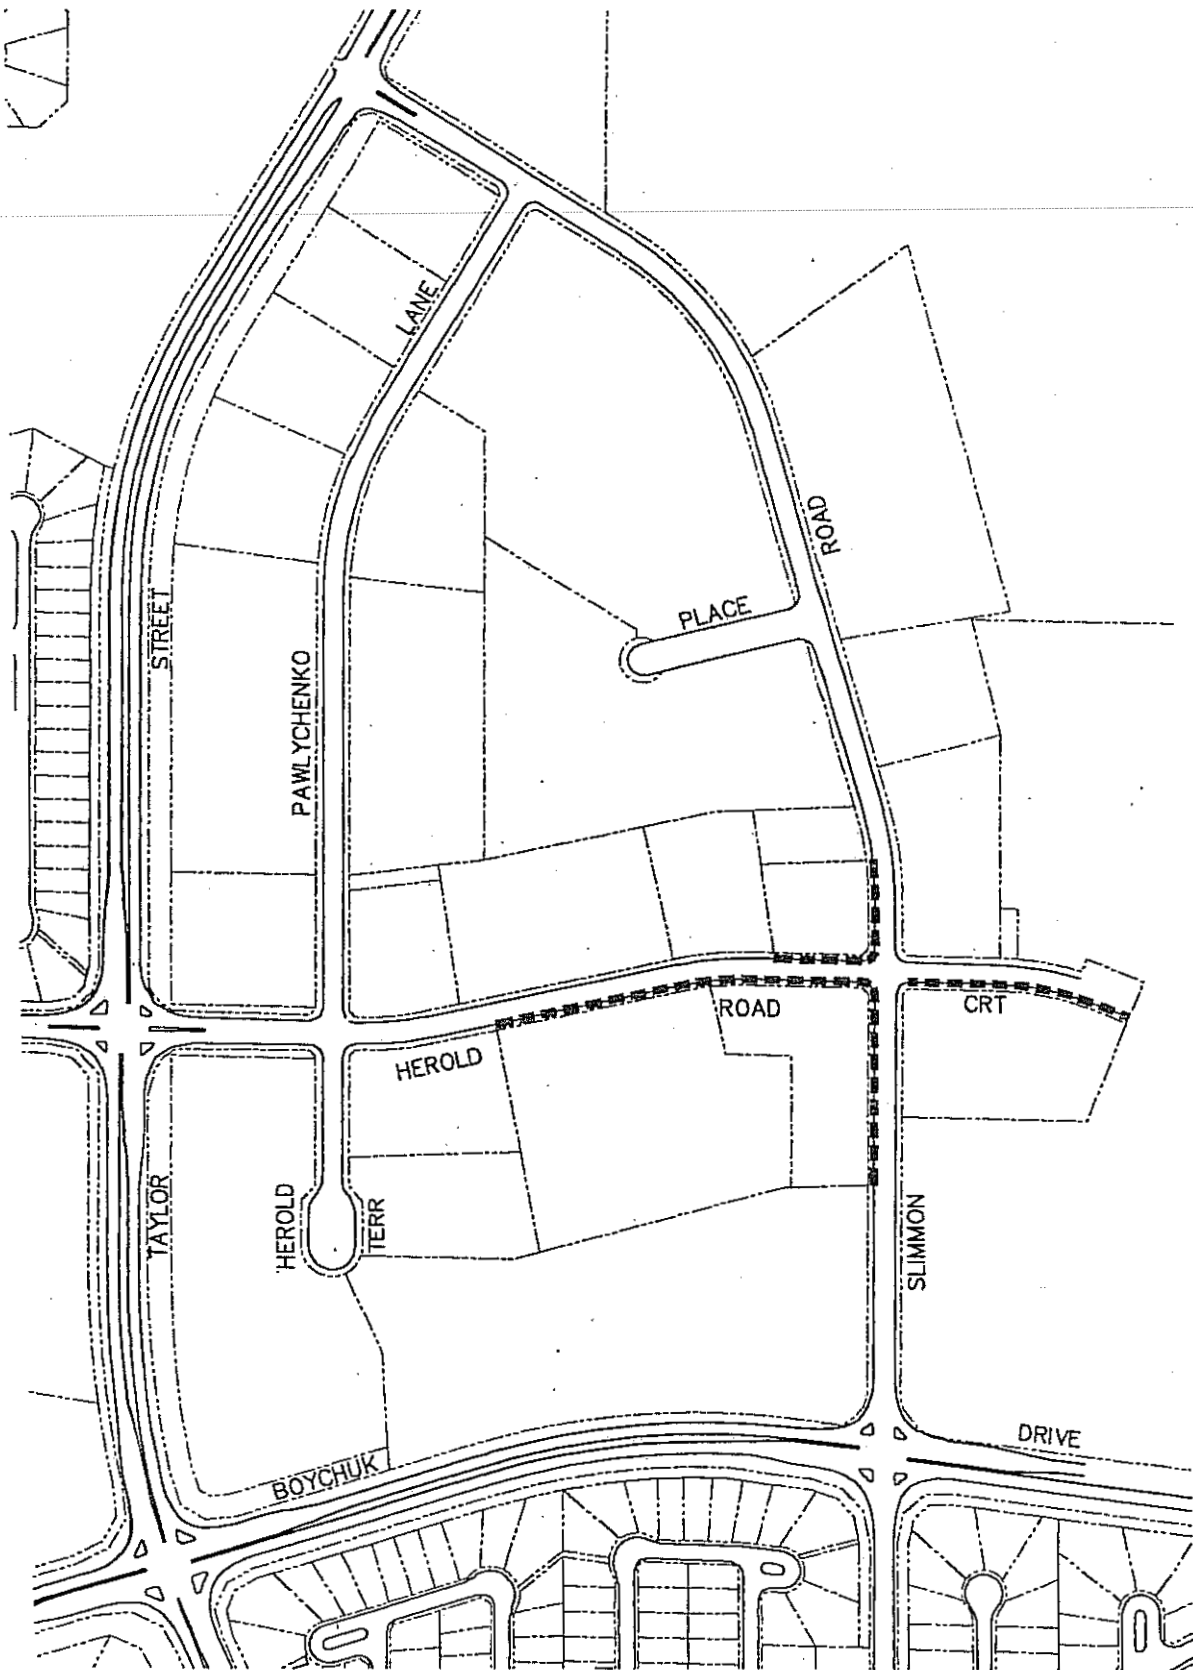 LANE
ROAD
STREET
PLACE
PAWLYCHENKO
ROAD
CRT
HEROLD
TAYLOR
HEROLD
TERR
SLIMMON
DRIVE
BOYCHUK